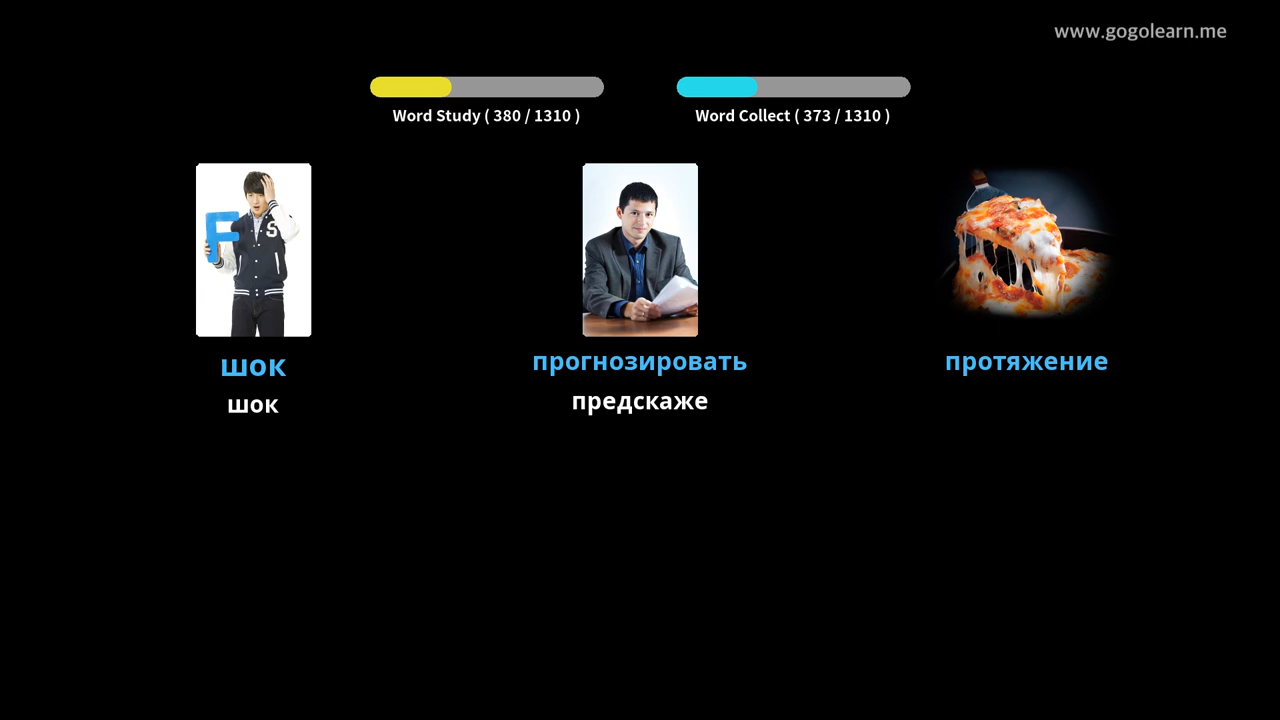 www.gogolearn.me
Word Study ( 380 / 1310 )
Word Collect ( 373 / 1310 )
F
S
шок
шок
прогнозировать
предскаже
протяжение